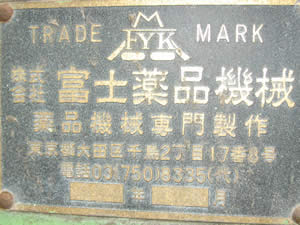 TRADE FYK MARK
株式会社 富士薬品機械
薬品機械専門製作
東京都大田区千鳥2丁目17番8号
電話03(750)8335(代)
年 月